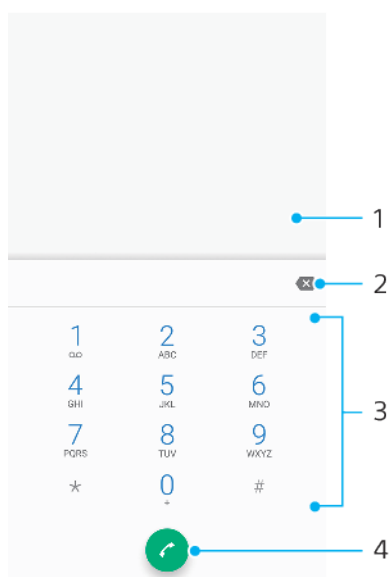 1
2
1 2 3
ABC DEF
4 5 6
GHI JKL MNO
3
7 8 9
PQRS TUV WXYZ
* 0 #
+
4